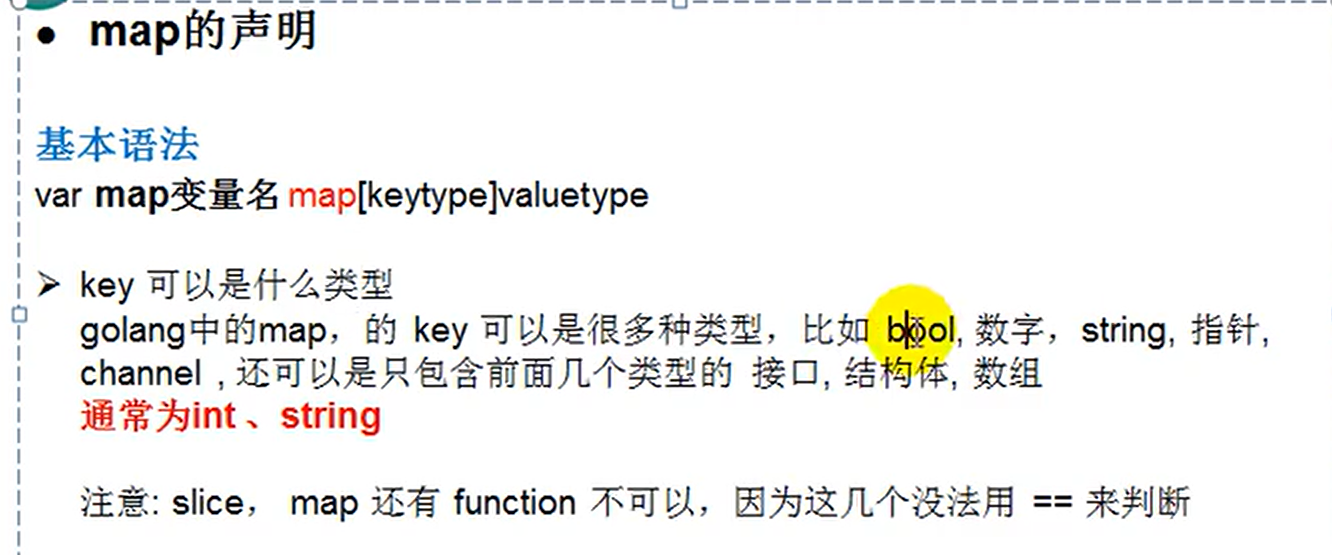 ● map的声明
基本语法
var map变量名 map[keytype]valuetype
➢ key 可以是什么类型
golang中的map，的 key 可以是很多种类型，比如 bool, 数字，string, 指针,
channel , 还可以是只包含前面几个类型的 接口, 结构体, 数组
通常为int 、string
注意: slice， map 还有 function 不可以，因为这几个没法用 == 来判断